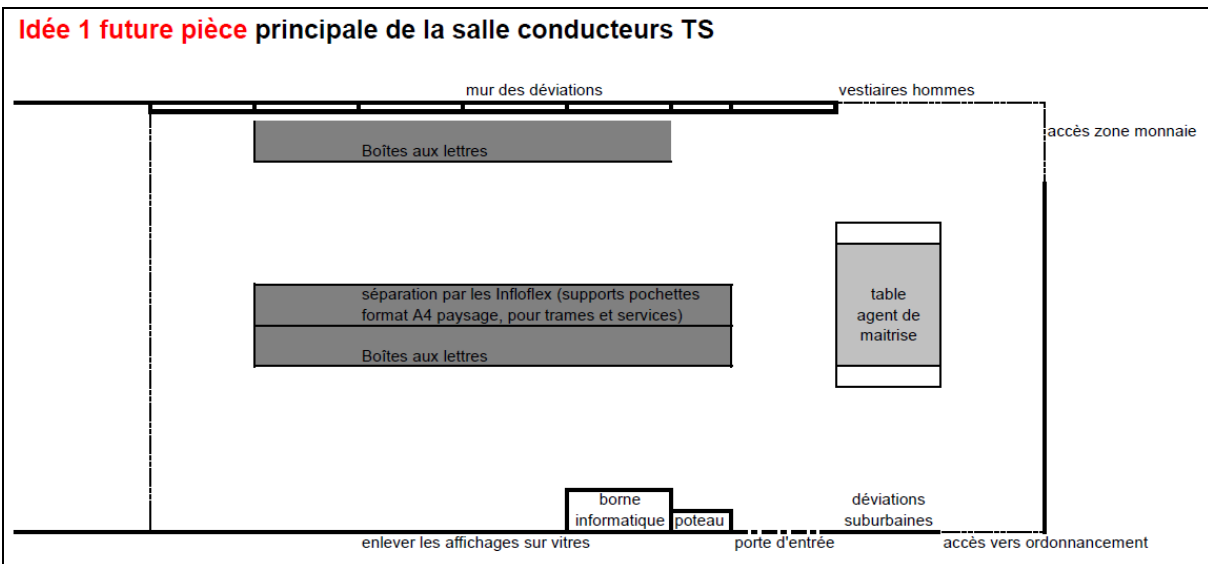 Idée 1 future pièce principale de la salle conducteurs TS
mur des déviations
vestiaires hommes
accès zone monnaie
Boîtes aux lettres
séparation par les Infloflex (supports pochettes
format A4 paysage, pour trames et services)
Boîtes aux lettres
table
agent de
maitrise
borne
informatique
poteau
déviations
suburbaines
enlever les affichages sur vitres
porte d'entrée
accès vers ordonnancement